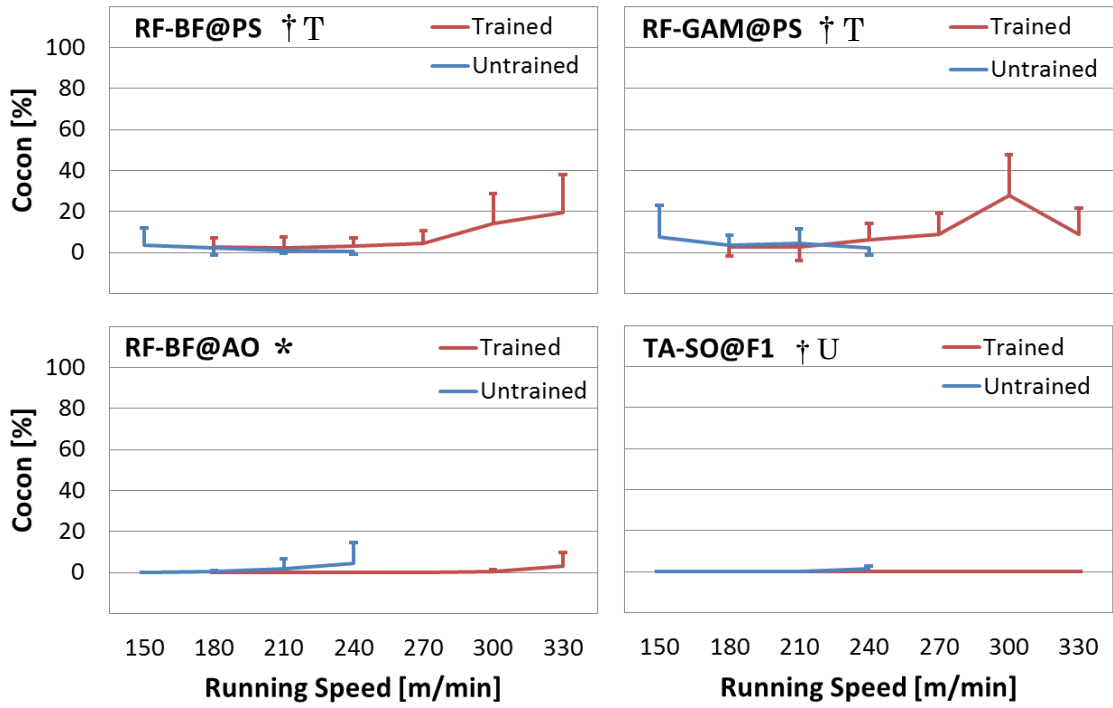 RF-BF@PS † T
Trained
Untrained
Cocon [%]
100
80
60
40
20
0
RF-GAM@PS † T
Trained
Untrained
RF-BF@AO *
Trained
Untrained
Cocon [%]
100
80
60
40
20
0
TA-SO@F1 † U
Trained
Untrained
150 180 210 240 270 300 330
Running Speed [m/min]
150 180 210 240 270 300 330
Running Speed [m/min]